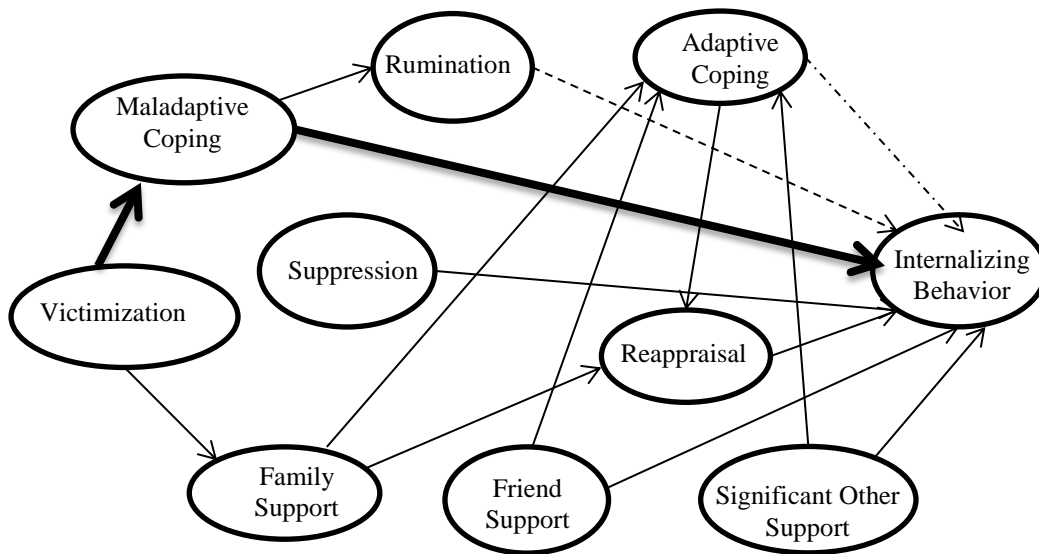 Rumination
Adaptive
Coping
Maladaptive
Coping
Suppression
Internalizing
Behavior
Victimization
Reappraisal
Family
Support
Friend
Support
Significant Other
Support